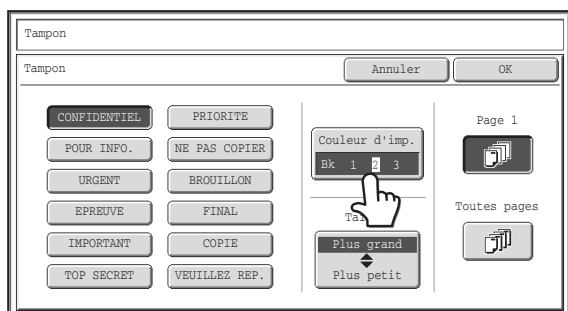 Tampon
Tampon
Annuler
OK
CONFIDENTIEL
PRIORITE
POUR INFO.
NE PAS COPIER
URGENT
BROUILLON
EPREUVE
FINAL
IMPORTANT
COPIE
TOP SECRET
VEUILLEZ REP.
Couleur d'imp.
Bk 1 2 3
Plus grand
Plus petit
Page 1
Toutes pages